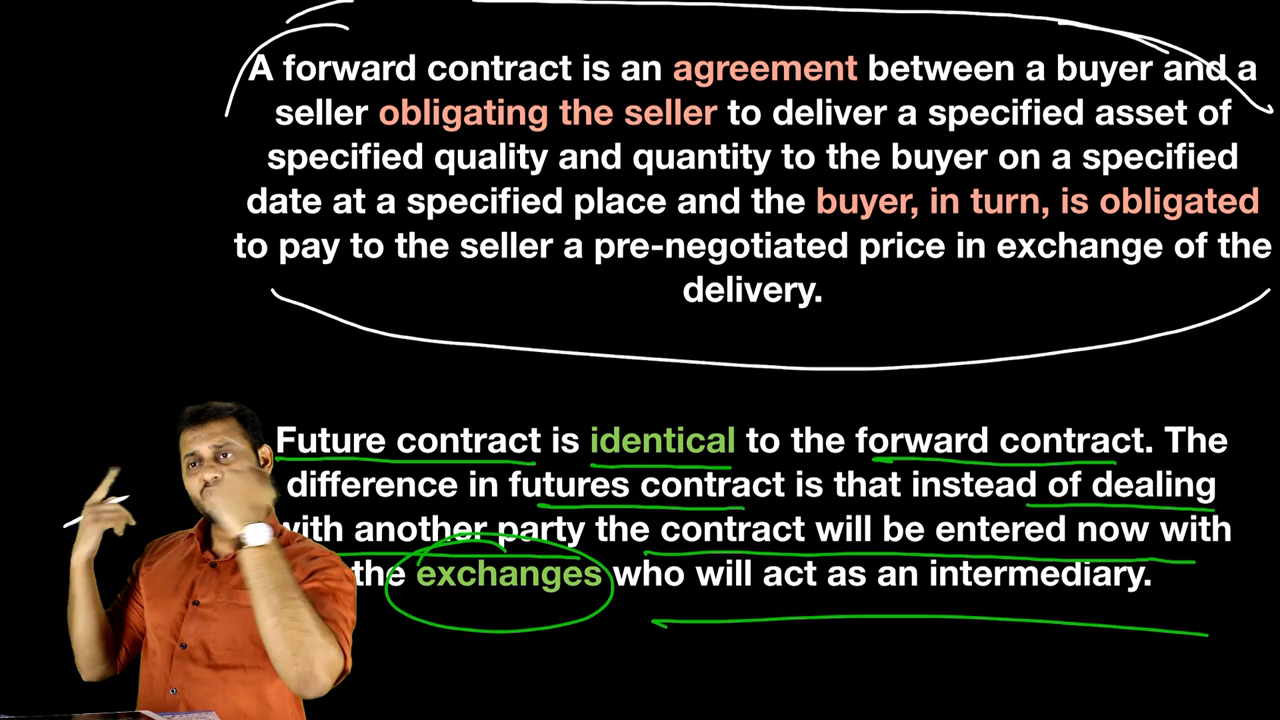 A forward contract is an agreement between a buyer and a
seller obligating the seller to deliver a specified asset of
specified quality and quantity to the buyer on a specified
date at a specified place and the buyer, in turn, is obligated
to pay to the seller a pre-negotiated price in exchange of the
delivery.
Future contract is identical to the forward contract. The
difference in futures contract is that instead of dealing
with another party the contract will be entered now with
the exchanges who will act as an intermediary.